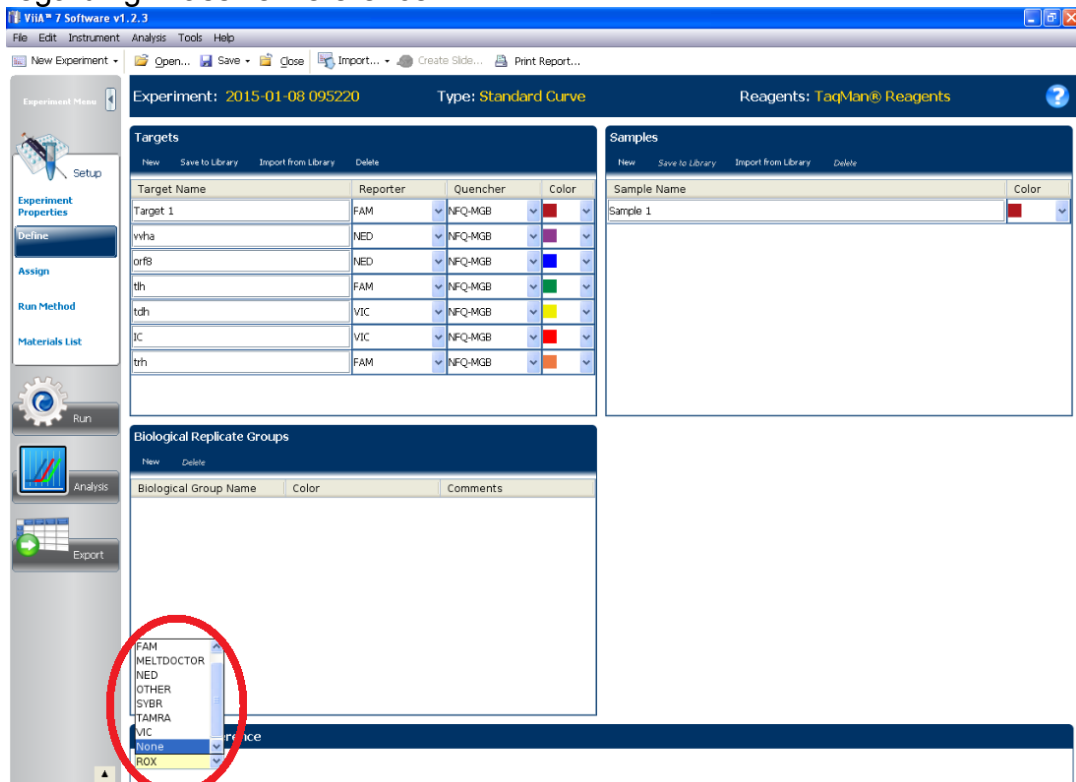 ViiA™ 7 Software v1.2.3
File Edit Instrument Analysis Tools Help
New Experiment Open... Save Close Import... Create Slide... Print Report...
Experiment Menu
Experiment: 2015-01-08 095220 Type: Standard Curve Reagents: TaqMan® Reagents
Setup
Experiment Properties
Define
Assign
Run Method
Materials List
Run
Analysis
Export
Targets
New Save to Library Import from Library Delete
Target Name Reporter Quencher Color
Target 1 FAM NFQ-MGB
vvha NED NFQ-MGB
orf8 NED NFQ-MGB
tlh FAM NFQ-MGB
tdh VIC NFQ-MGB
IC VIC NFQ-MGB
trh FAM NFQ-MGB
Samples
New Save to Library Import from Library Delete
Sample Name Color
Sample 1
Biological Replicate Groups
New Delete
Biological Group Name Color Comments
FAM
MELTDOCTOR
NED
OTHER
SYBR
TAMRA
VIC
None
ROX